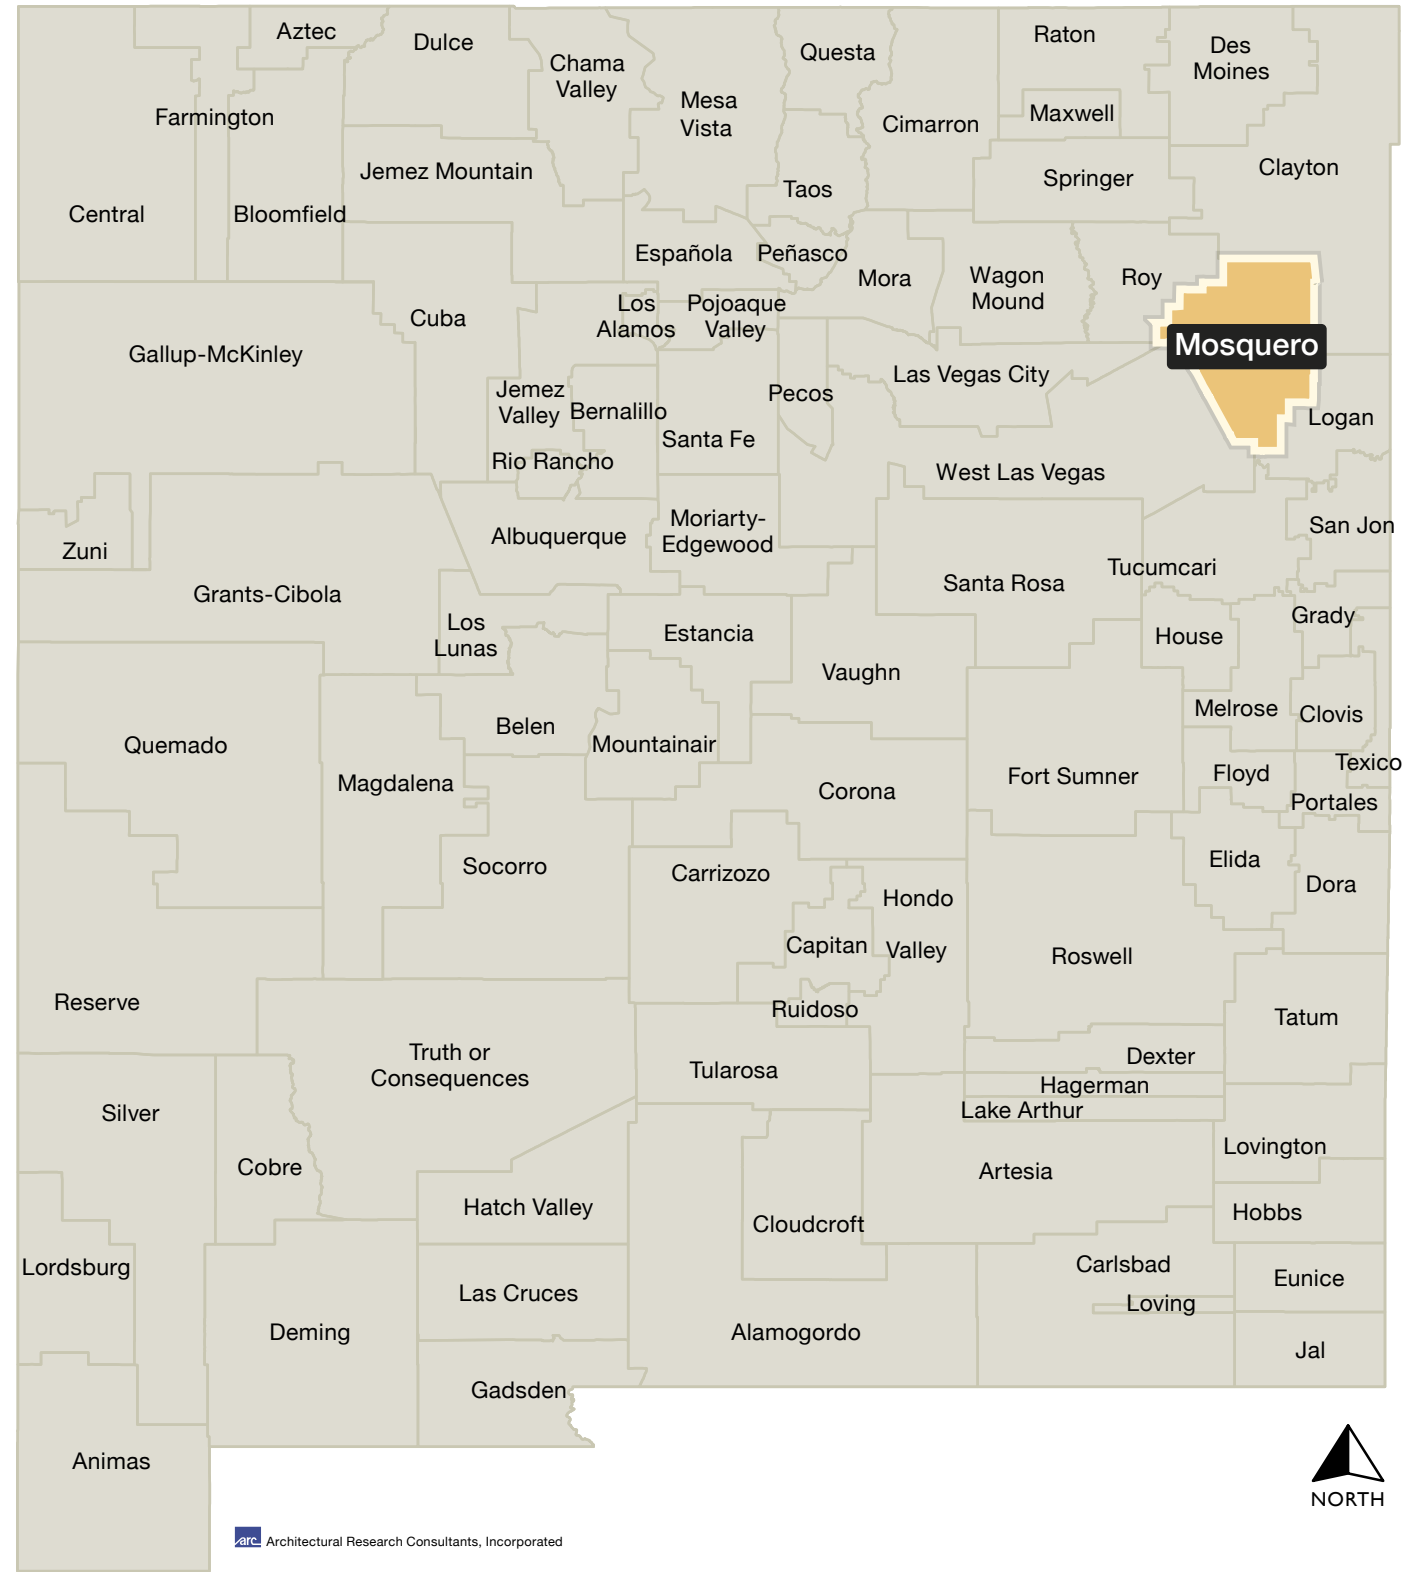 Aztec
Dulce
Chama
Valley
Questa
Raton
Des
Moines
Mesa
Vista
Farmington
Cimarron
Maxwell
Jemez Mountain
Taos
Springer
Clayton
Central
Bloomfield
Española
Peñasco
Mora
Wagon
Mound
Roy
Los
Alamos
Pojoaque
Valley
Cuba
Gallup-McKinley
Mosquero
Las Vegas City
Jemez
Valley
Bernalillo
Pecos
Logan
Santa Fe
Rio Rancho
West Las Vegas
Moriarty-
Edgewood
Albuquerque
San Jon
Zuni
Tucumcari
Santa Rosa
Grants-Cibola
Grady
Los
Lunas
Estancia
House
Vaughn
Melrose
Clovis
Belen
Quemado
Mountainair
Texico
Floyd
Fort Sumner
Magdalena
Corona
Portales
Elida
Socorro
Carrizozo
Dora
Hondo
Valley
Capitan
Roswell
Reserve
Ruidoso
Tatum
Truth or
Consequences
Dexter
Tularosa
Hagerman
Silver
Lake Arthur
Lovington
Cobre
Artesia
Hatch Valley
Hobbs
Cloudcroft
Lordsburg
Carlsbad
Eunice
Las Cruces
Loving
Deming
Alamogordo
Jal
Gadsden
Animas
NORTH
arc Architectural Research Consultants, Incorporated